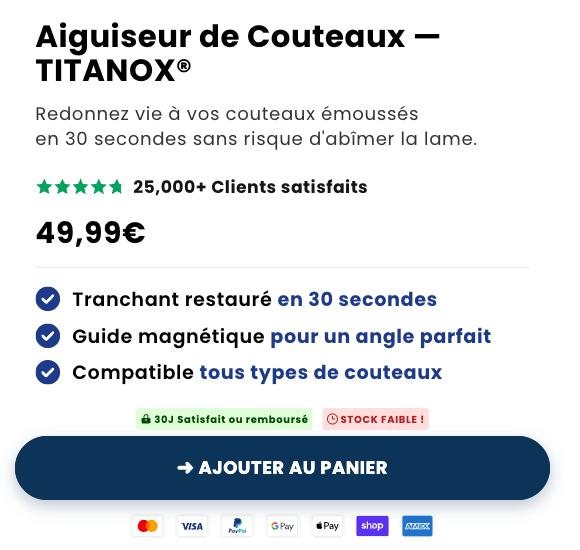 Aiguiseur de Couteaux —
TITANOX®
Redonnez vie à vos couteaux émoussés
en 30 secondes sans risque d'abîmer la lame.
25,000+ Clients satisfaits
49,99€
Tranchant restauré en 30 secondes
Guide magnétique pour un angle parfait
Compatible tous types de couteaux
30J Satisfait ou remboursé STOCK FAIBLE !
➜ AJOUTER AU PANIER
VISA PayPal G Pay Pay shop AMEX